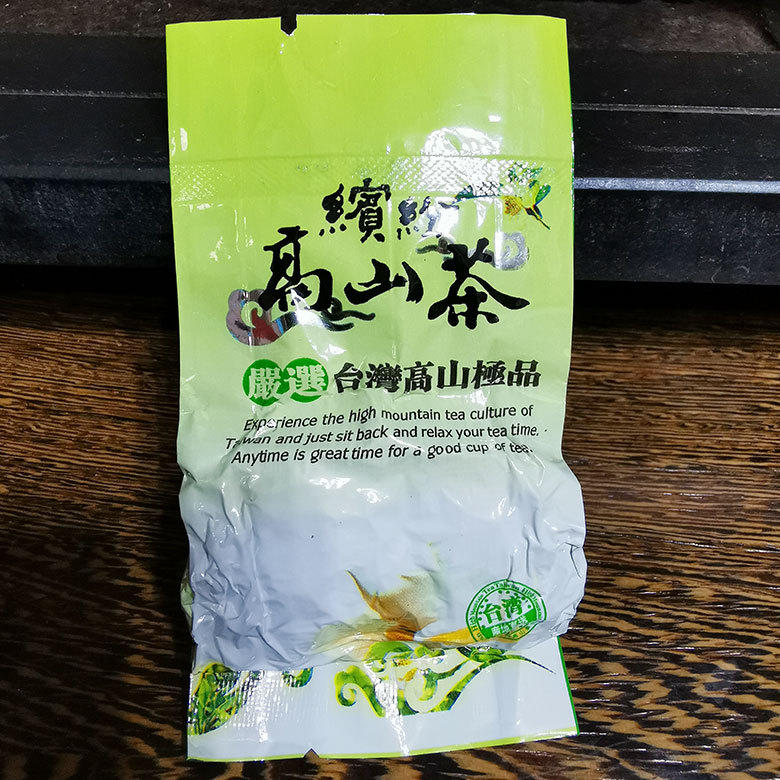 繽紛
高山茶
嚴選 台灣高山極品
Experience the high mountain tea culture of
Taiwan and just sit back and relax your tea time.
Anytime is great time for a good cup of tee.
台湾